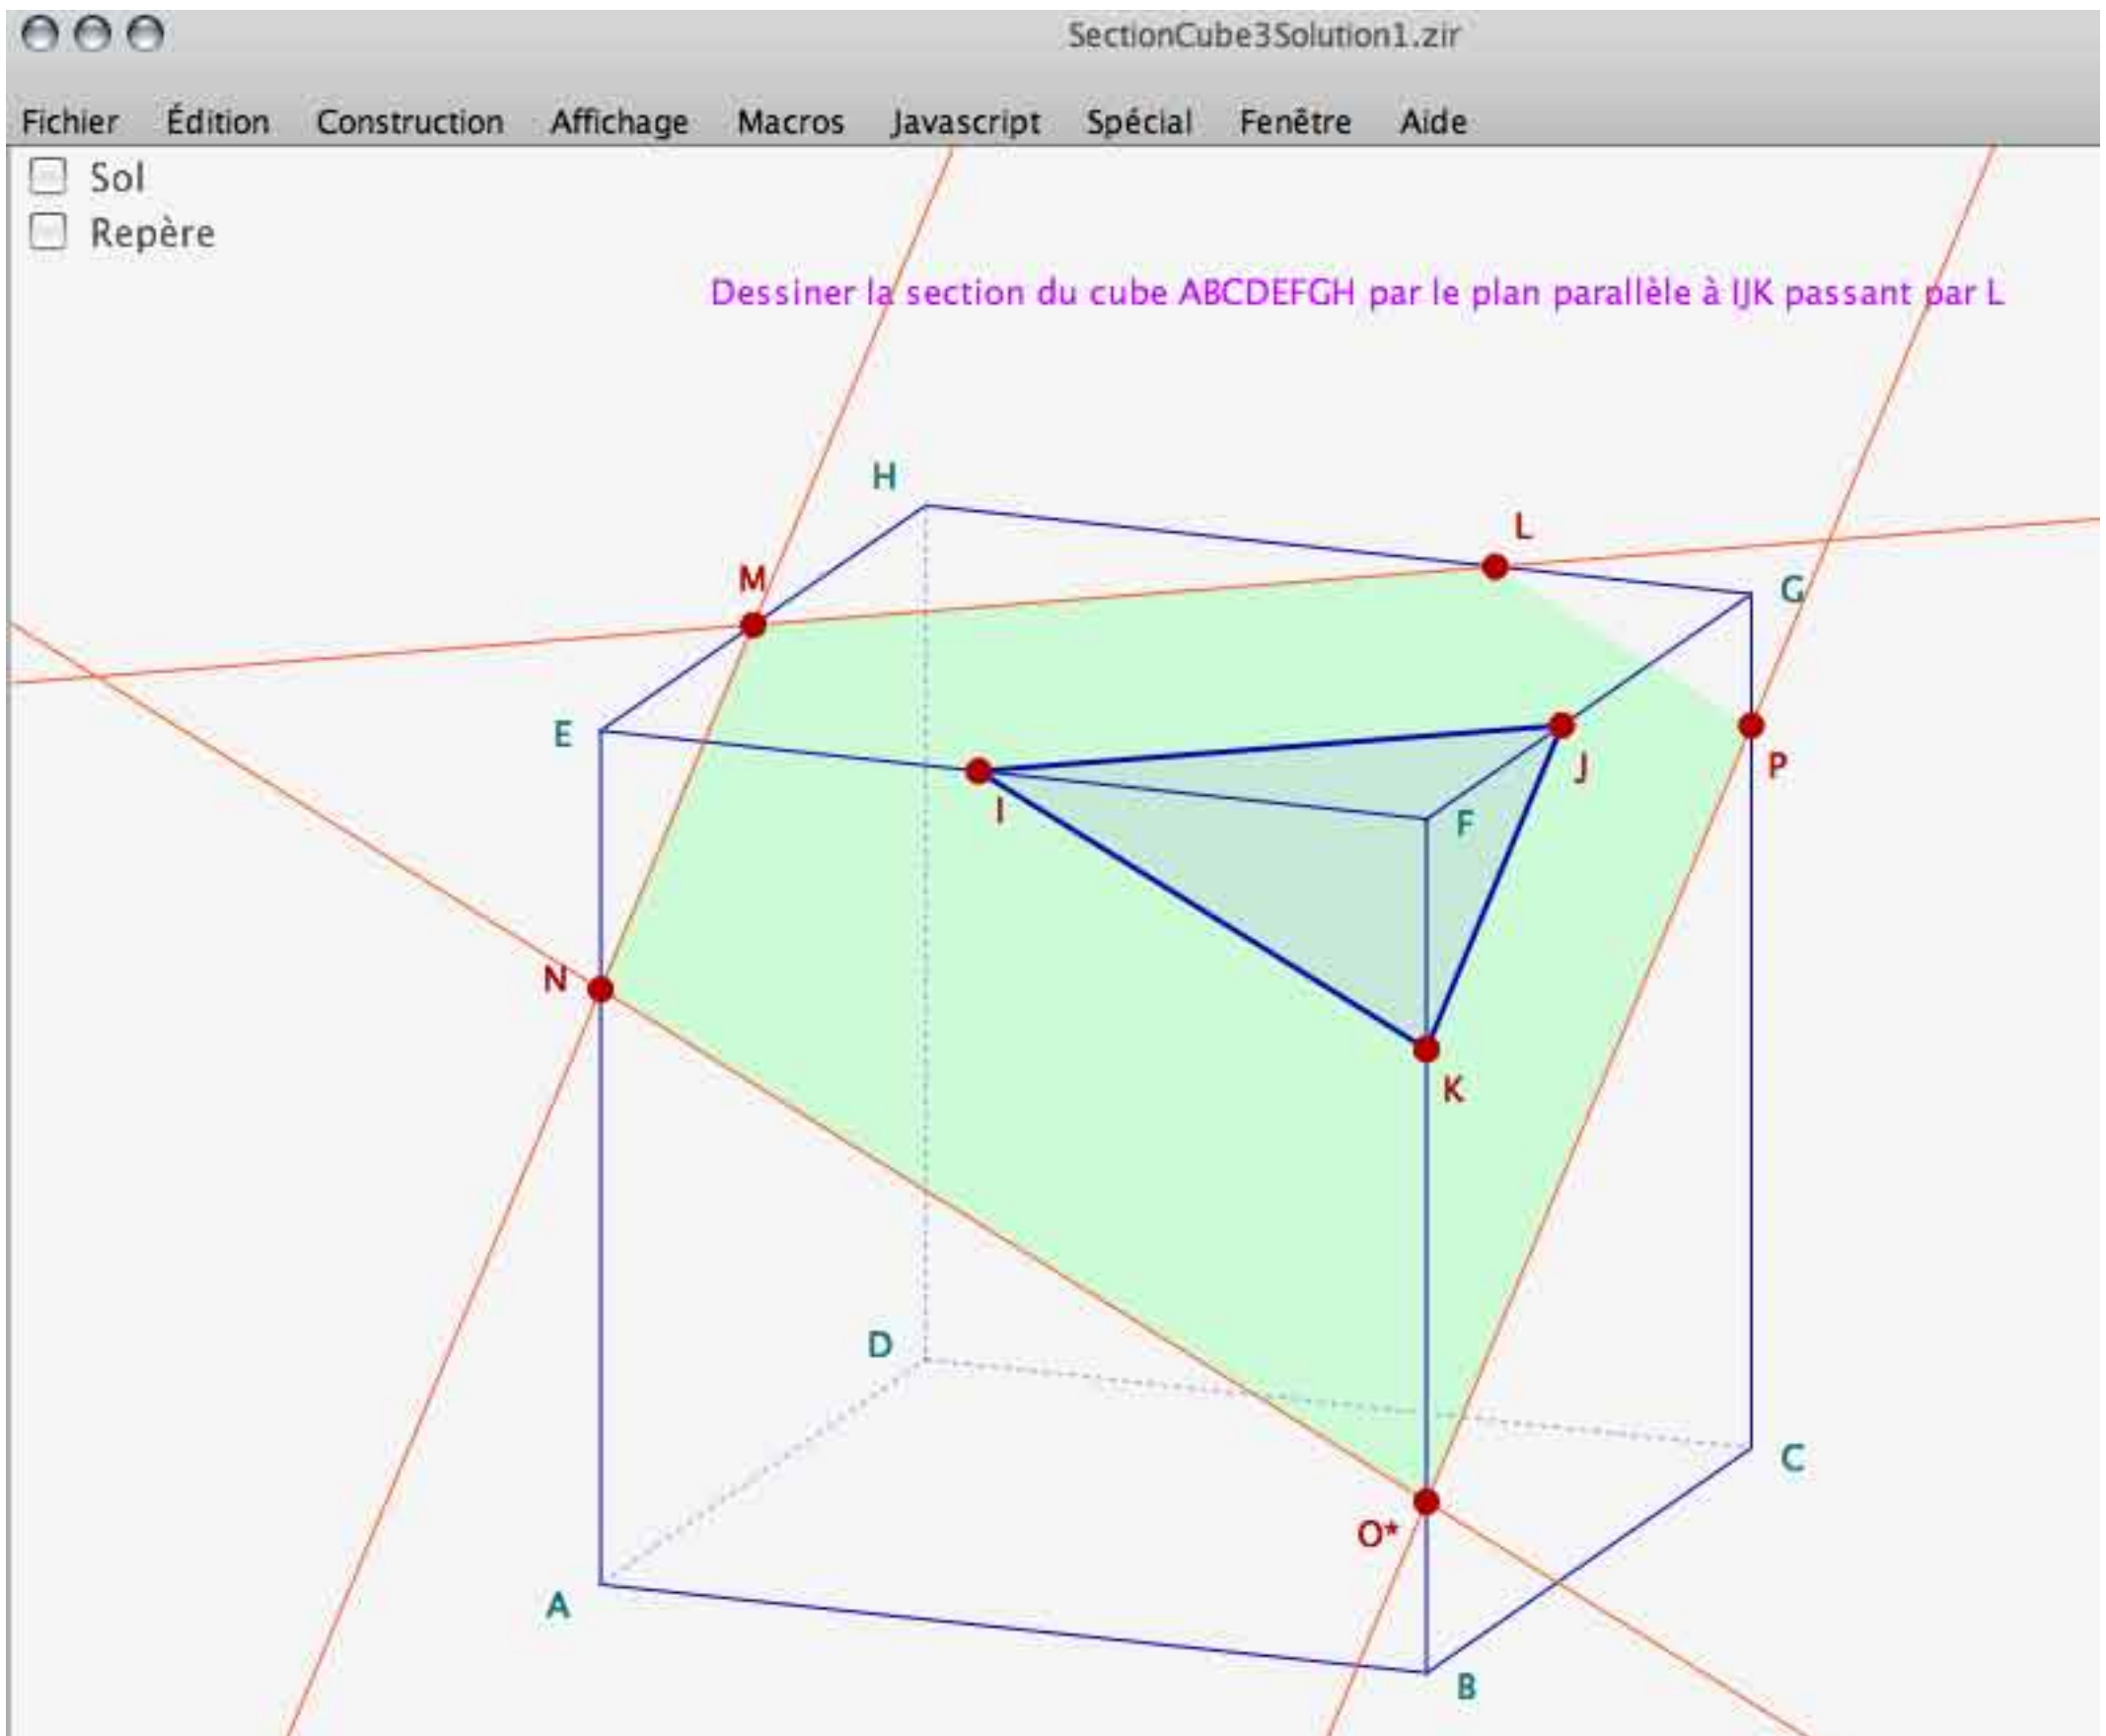 SectionCube3Solution1.zir
Fichier Édition Construction Affichage Macros Javascript Spécial Fenêtre Aide
Sol
Repère
Dessiner la section du cube ABCDEFGH par le plan parallèle à IJK passant par L
H
L
M
G
E
J
P
I
F
N
K
D
C
O*
A
B